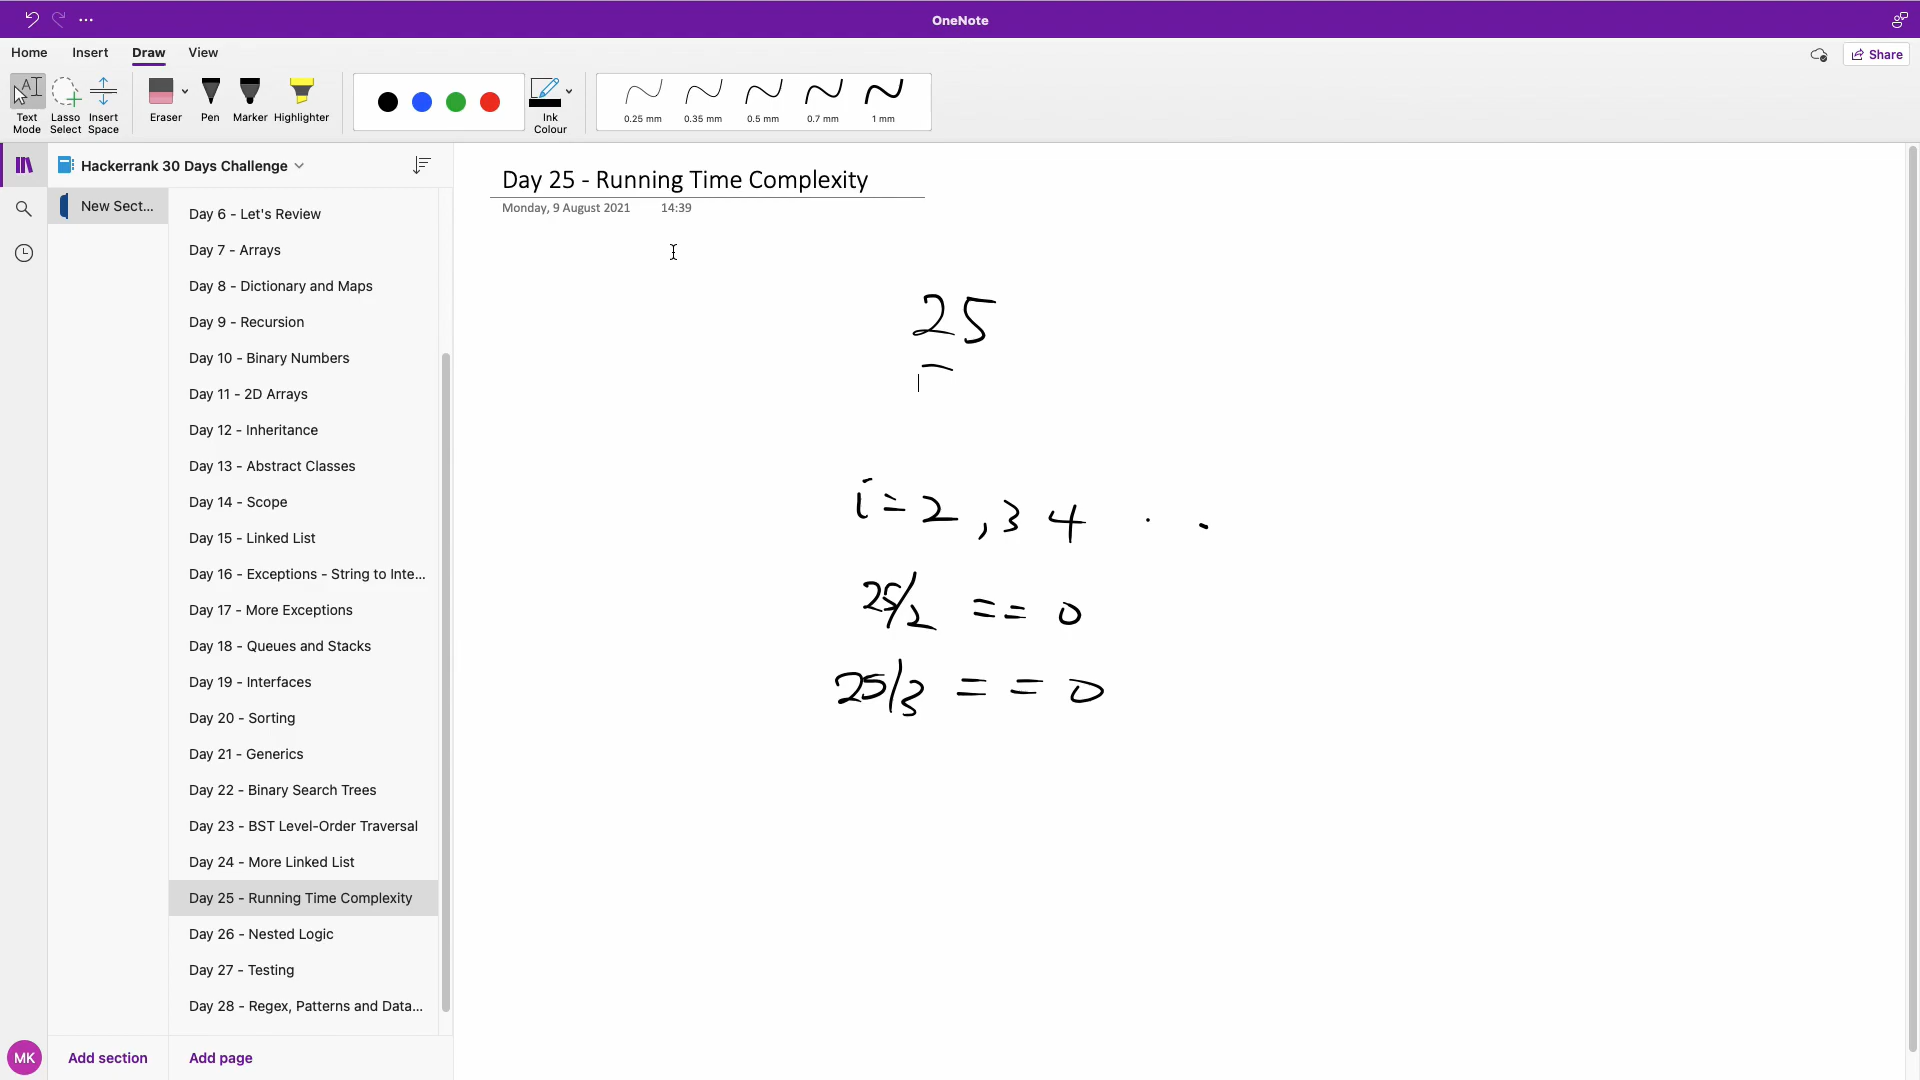 OneNote
Home Insert Draw View
Share
Text Mode
Lasso Select
Insert Space
Eraser
Pen
Marker
Highlighter
Ink Colour
0.25 mm
0.35 mm
0.5 mm
0.7 mm
1 mm
Hackerrank 30 Days Challenge
New Sect...
Day 6 - Let's Review
Day 7 - Arrays
Day 8 - Dictionary and Maps
Day 9 - Recursion
Day 10 - Binary Numbers
Day 11 - 2D Arrays
Day 12 - Inheritance
Day 13 - Abstract Classes
Day 14 - Scope
Day 15 - Linked List
Day 16 - Exceptions - String to Inte...
Day 17 - More Exceptions
Day 18 - Queues and Stacks
Day 19 - Interfaces
Day 20 - Sorting
Day 21 - Generics
Day 22 - Binary Search Trees
Day 23 - BST Level-Order Traversal
Day 24 - More Linked List
Day 25 - Running Time Complexity
Day 26 - Nested Logic
Day 27 - Testing
Day 28 - Regex, Patterns and Data...
MK
Add section
Add page
Day 25 - Running Time Complexity
Monday, 9 August 2021 14:39
25
i = 2 , 3 4 . .
25/2 == 0
25/3 == 0